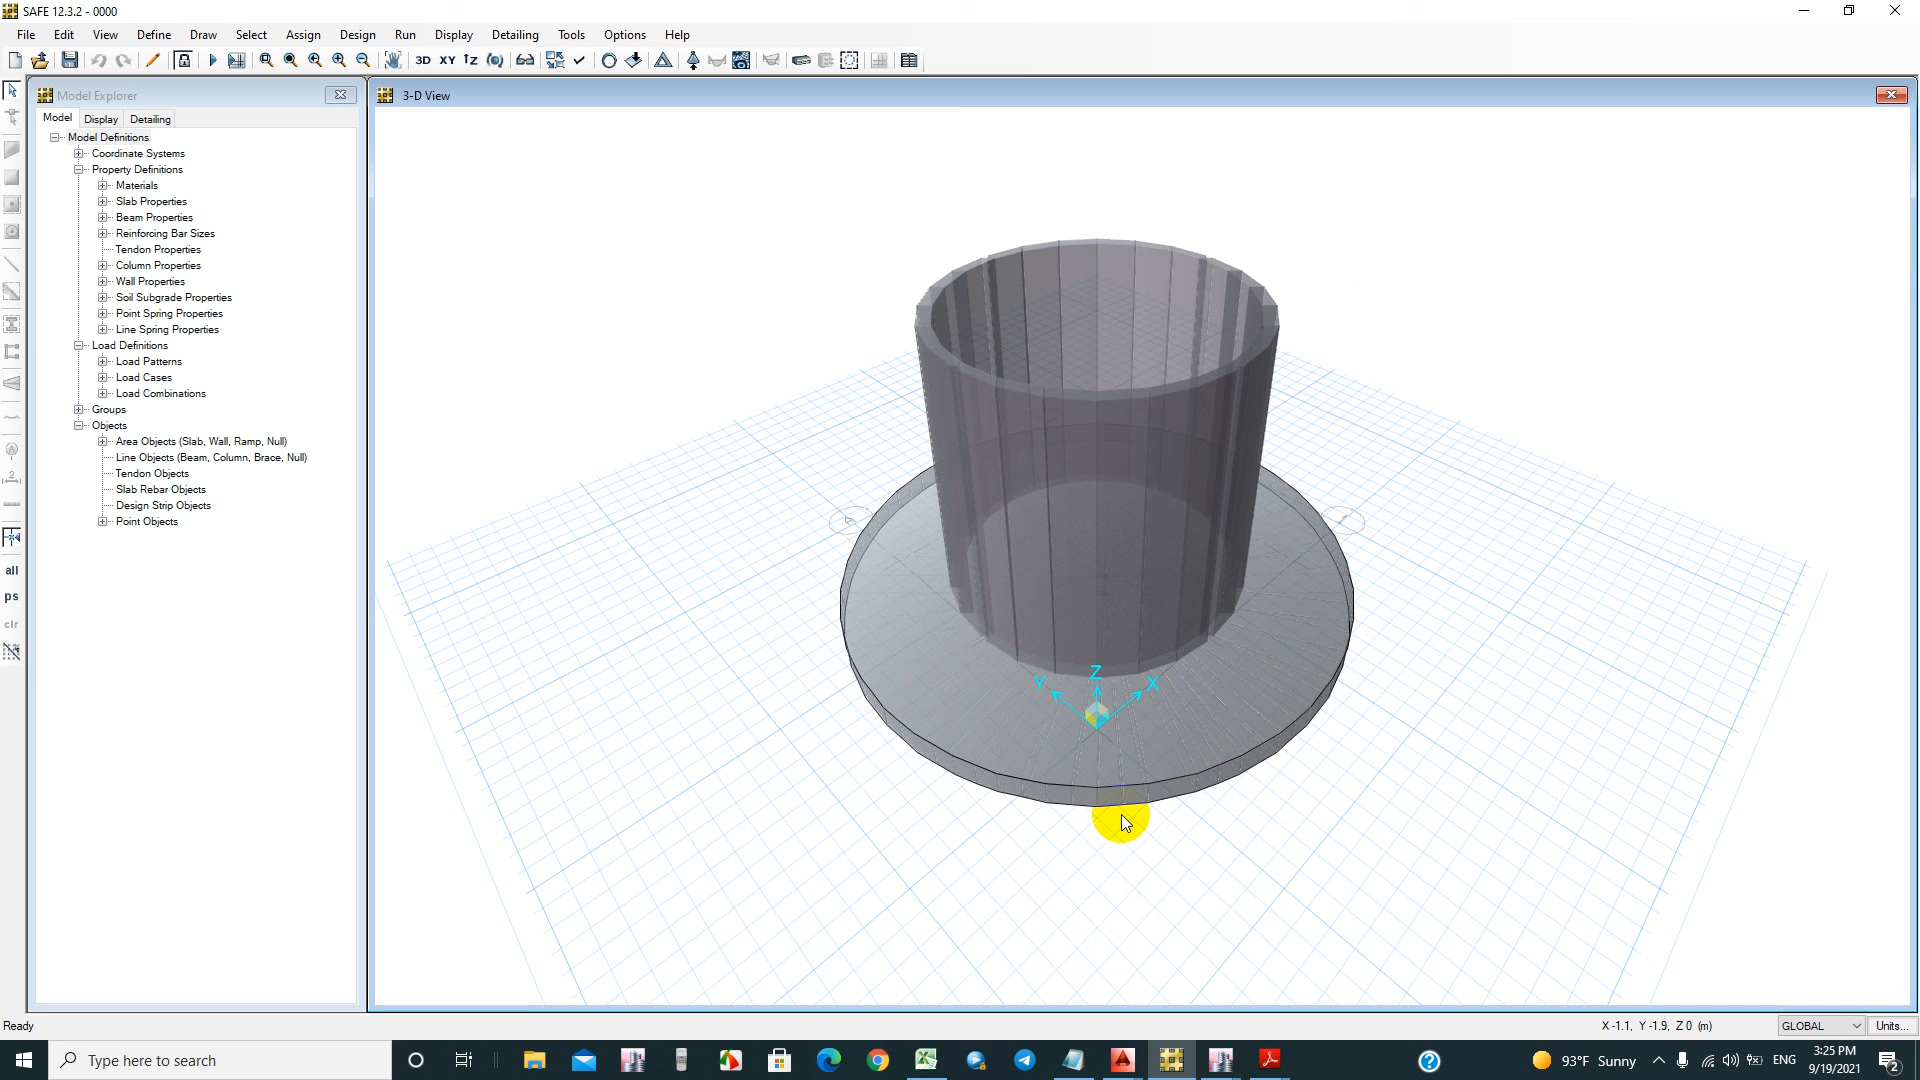 SAFE 12.3.2 - 0000
File Edit View Define Draw Select Assign Design Run Display Detailing Tools Options Help
3D XY
Model Explorer
3-D View
Model Display Detailing
Model Definitions
Coordinate Systems
Property Definitions
Materials
Slab Properties
Beam Properties
Reinforcing Bar Sizes
Tendon Properties
Column Properties
Wall Properties
Soil Subgrade Properties
Point Spring Properties
Line Spring Properties
Load Definitions
Load Patterns
Load Cases
Load Combinations
Groups
Objects
Area Objects (Slab, Wall, Ramp, Null)
Line Objects (Beam, Column, Brace, Null)
Tendon Objects
Slab Rebar Objects
Design Strip Objects
Point Objects
all
ps
clr
Z
Y X
Ready
X -1.1, Y -1.9, Z 0 (m)
GLOBAL
Units...
Type here to search
93°F Sunny
ENG
3:25 PM
9/19/2021
2